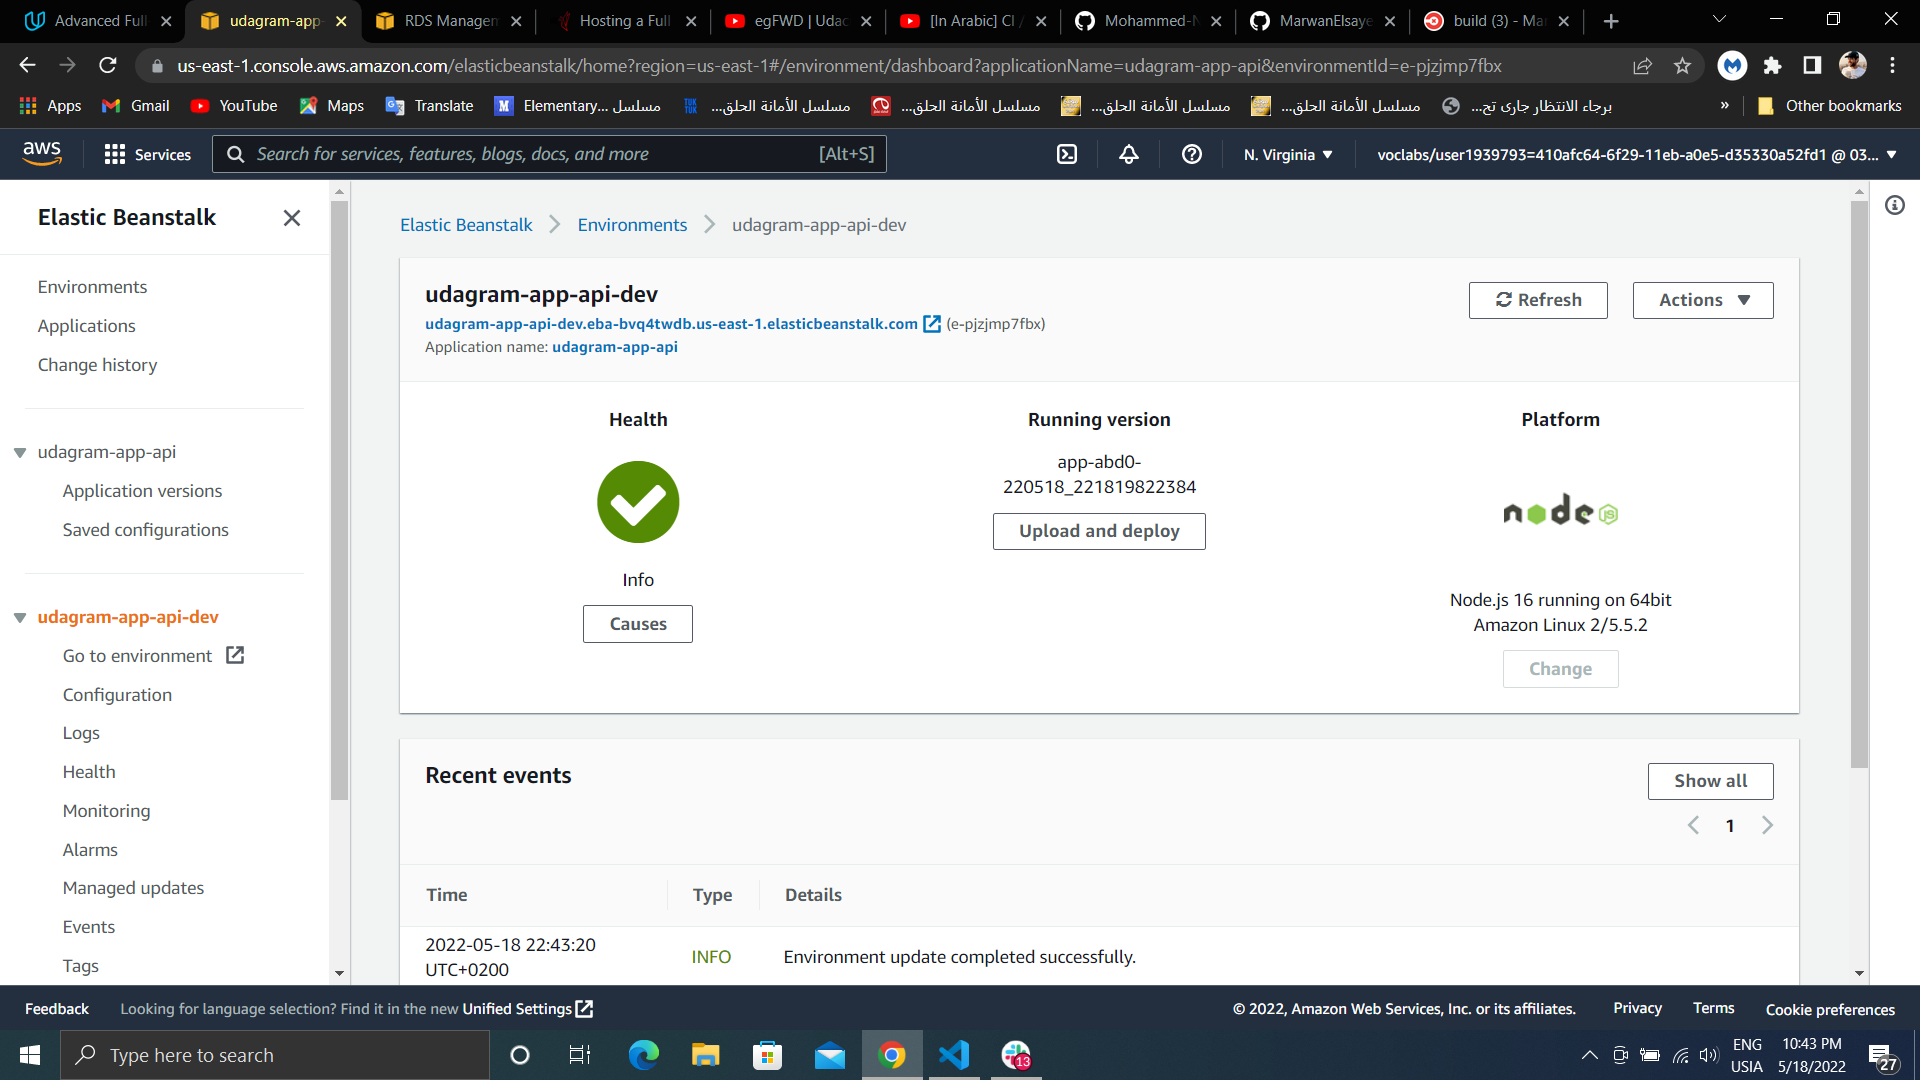 Advanced Full
udagram-app-
RDS Managem
Hosting a Full
egFWD | Udac
[In Arabic] CI /
Mohammed-N
MarwanElsaye
build (3) - Mar
us-east-1.console.aws.amazon.com/elasticbeanstalk/home?region=us-east-1#/environment/dashboard?applicationName=udagram-app-api&environmentId=e-pjzjmp7fbx
Apps
Gmail
YouTube
Maps
Translate
Elementary...
مسلسل
مسلسل الأمانة الحلق...
مسلسل الأمانة الحلق...
مسلسل الأمانة الحلق...
مسلسل الأمانة الحلق...
برجاء الانتظار جارى تح...
»
Other bookmarks
aws
Services
Search for services, features, blogs, docs, and more
[Alt+S]
N. Virginia
voclabs/user1939793=410afc64-6f29-11eb-a0e5-d35330a52fd1 @ 03...
Elastic Beanstalk
Environments
Applications
Change history
udagram-app-api
Application versions
Saved configurations
udagram-app-api-dev
Go to environment
Configuration
Logs
Health
Monitoring
Alarms
Managed updates
Events
Tags
Elastic Beanstalk
Environments
udagram-app-api-dev
udagram-app-api-dev
udagram-app-api-dev.eba-bvq4twdb.us-east-1.elasticbeanstalk.com (e-pjzjmp7fbx)
Application name: udagram-app-api
Refresh
Actions
Health
Info
Causes
Running version
app-abd0-
220518_221819822384
Upload and deploy
Platform
node JS
Node.js 16 running on 64bit
Amazon Linux 2/5.5.2
Change
Recent events
Show all
1
Time
Type
Details
2022-05-18 22:43:20
UTC+0200
INFO
Environment update completed successfully.
Feedback
Looking for language selection? Find it in the new Unified Settings
© 2022, Amazon Web Services, Inc. or its affiliates.
Privacy
Terms
Cookie preferences
Type here to search
13
ENG
USIA
10:43 PM
5/18/2022
27